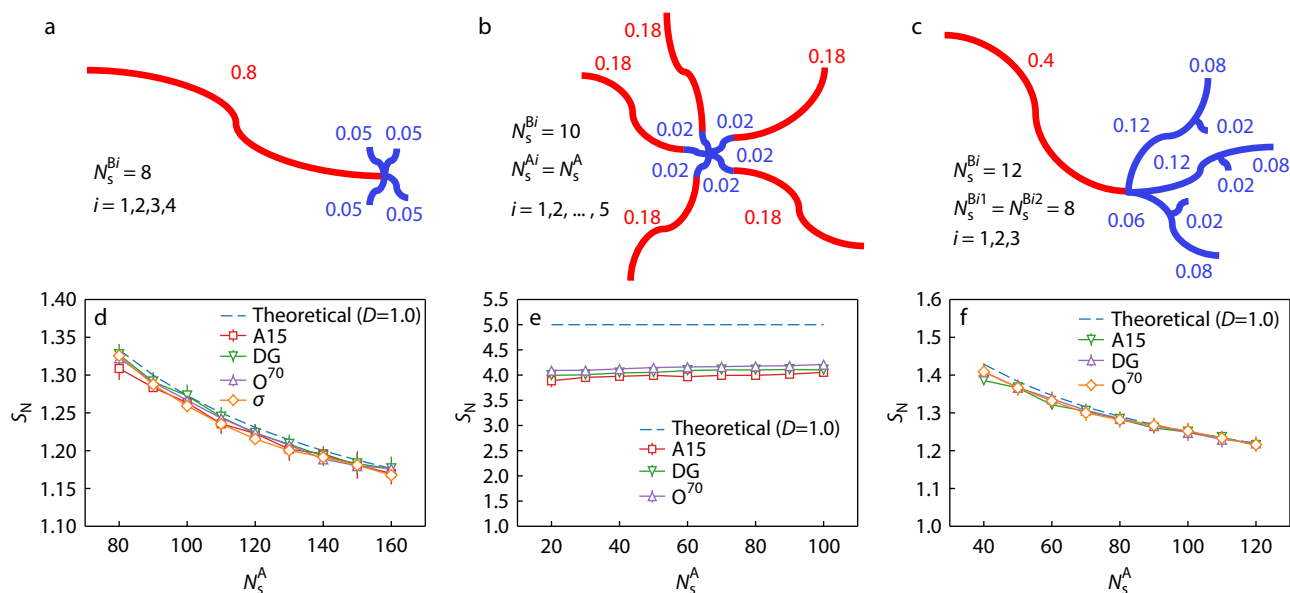 a
0.8
0.05 0.05
N_s^{Bi} = 8
i = 1,2,3,4
0.05 0.05
b
0.18
0.18
0.18
N_s^{Bi} = 10
0.02 0.02
N_s^{Ai} = N_s^A
0.02 0.02
0.02
i = 1,2, ... , 5
0.18 0.18
c
0.4
0.08
0.12
0.02
N_s^{Bi} = 12
0.12
0.08
0.02
N_s^{Bi1} = N_s^{Bi2} = 8
0.06 0.02
i = 1,2,3
0.08
d
Theoretical (D=1.0)
A15
DG
O^{70}
σ
S_N
1.40
1.35
1.30
1.25
1.20
1.15
1.10
80 100 120 140 160
N_s^A
e
Theoretical (D=1.0)
A15
DG
O^{70}
S_N
5.5
5.0
4.5
4.0
3.5
3.0
2.5
2.0
1.5
1.0
20 40 60 80 100
N_s^A
f
Theoretical (D=1.0)
A15
DG
O^{70}
S_N
1.6
1.5
1.4
1.3
1.2
1.1
1.0
40 60 80 100 120
N_s^A